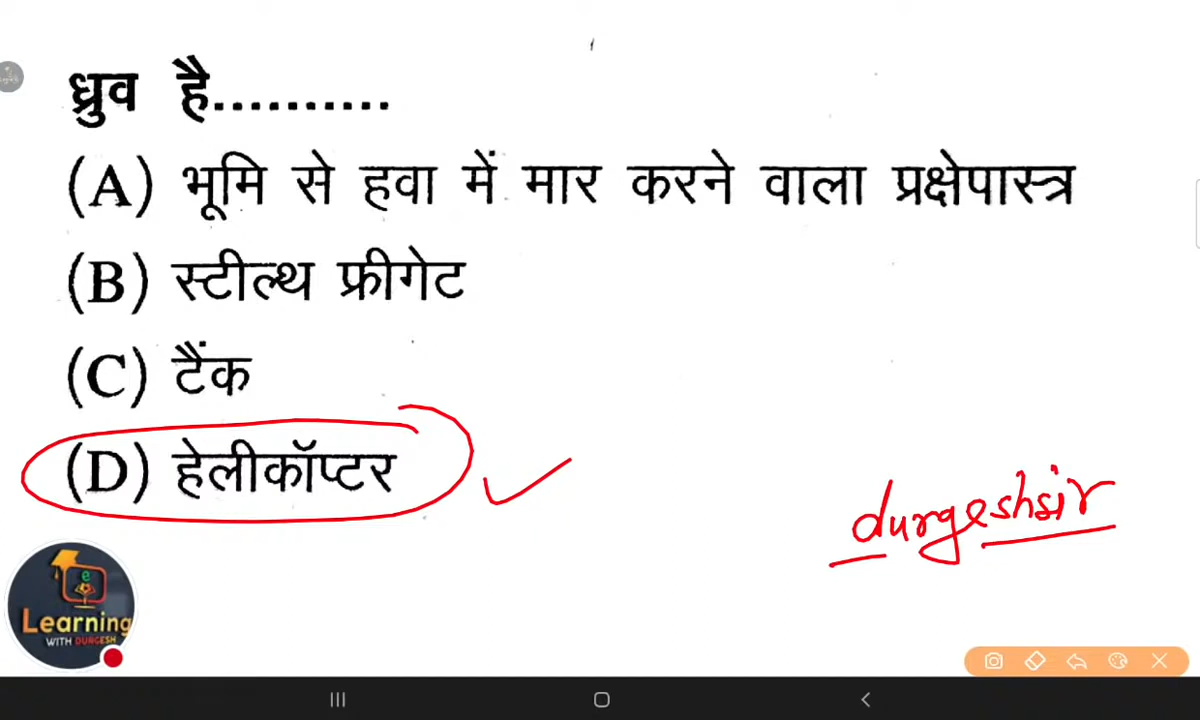 ध्रुव है..........
(A) भूमि से हवा में मार करने वाला प्रक्षेपास्त्र
(B) स्टील्थ फ्रीगेट
(C) टैंक
(D) हेलीकॉप्टर
durgeshsir
e
Learning
WITH DURGESH